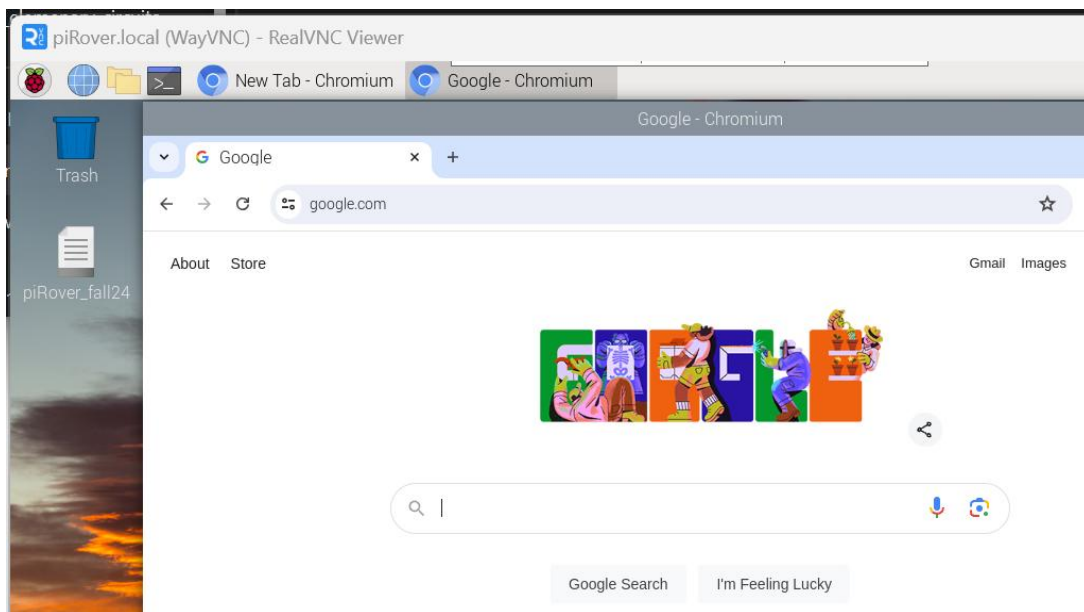 piRover.local (WayVNC) - RealVNC Viewer
New Tab - Chromium
Google - Chromium
Google - Chromium
Trash
Google
google.com
piRover_fall24
About
Store
Gmail
Images
Google Search
I'm Feeling Lucky